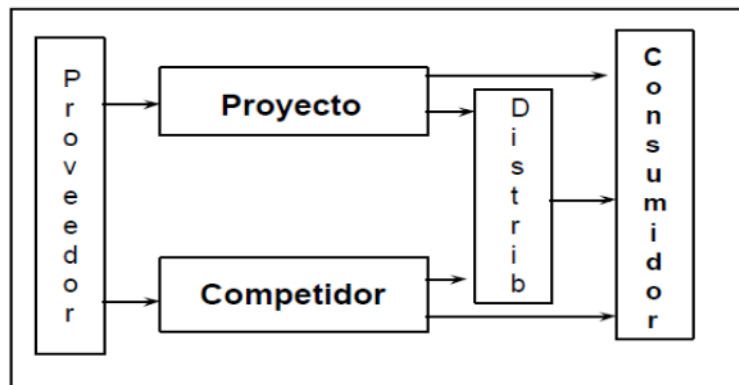 Proveedor
Proyecto
Competidor
Distrib
Consumidor